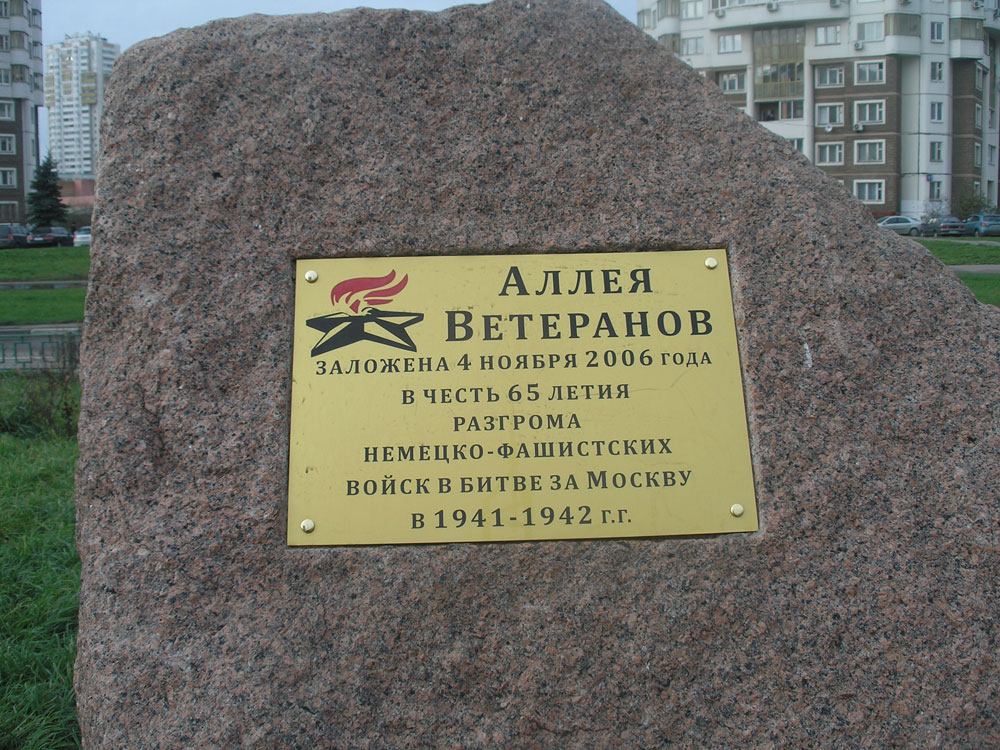 Аллея
Ветеранов
заложена 4 ноября 2006 года
в честь 65 летия
разгрома
немецко-фашистских
войск в битве за Москву
в 1941-1942 г.г.